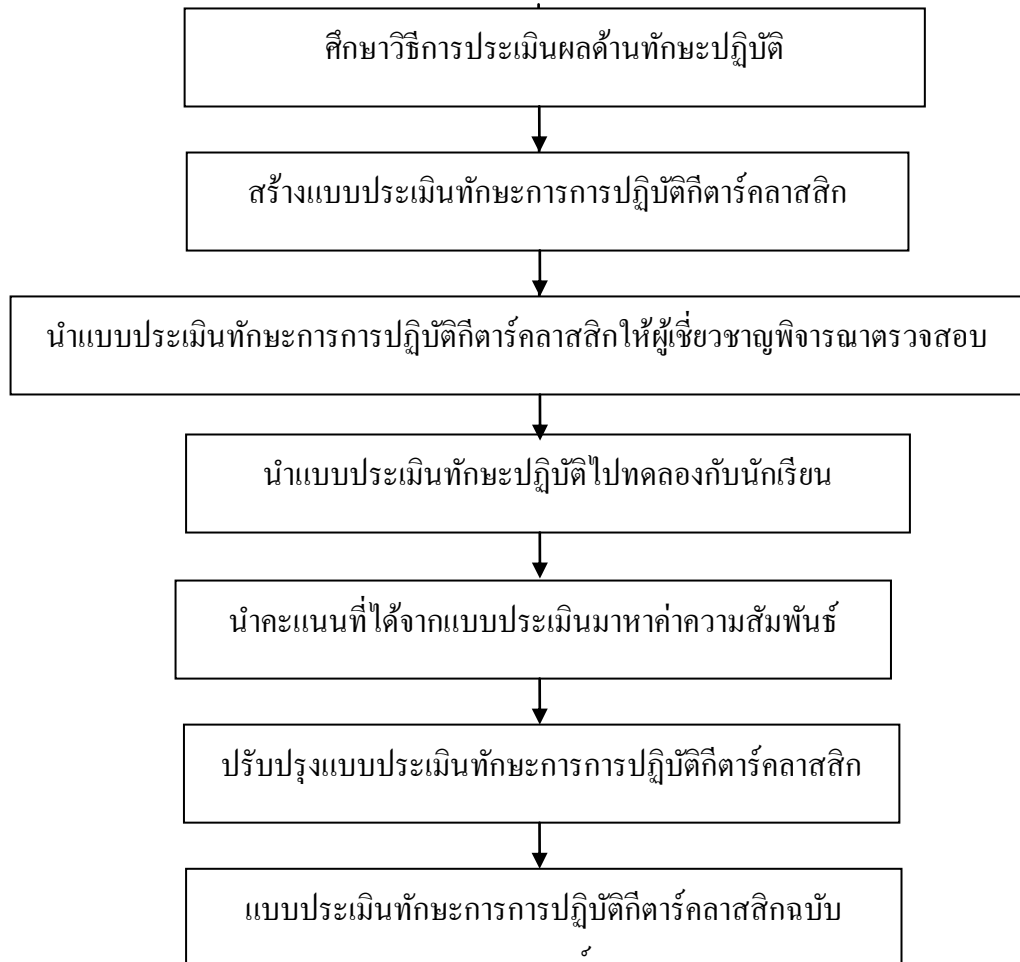 ศึกษาวิธีการประเมินผลด้านทักษะปฏิบัติ
สร้างแบบประเมินทักษะการการปฏิบัติกีตาร์คลาสสิก
นำแบบประเมินทักษะการการปฏิบัติกีตาร์คลาสสิกให้ผู้เชี่ยวชาญพิจารณาตรวจสอบ
นำแบบประเมินทักษะปฏิบัติไปทดลองกับนักเรียน
นำคะแนนที่ได้จากแบบประเมินมาหาค่าความสัมพันธ์
ปรับปรุงแบบประเมินทักษะการการปฏิบัติกีตาร์คลาสสิก
แบบประเมินทักษะการการปฏิบัติกีตาร์คลาสสิกฉบับ